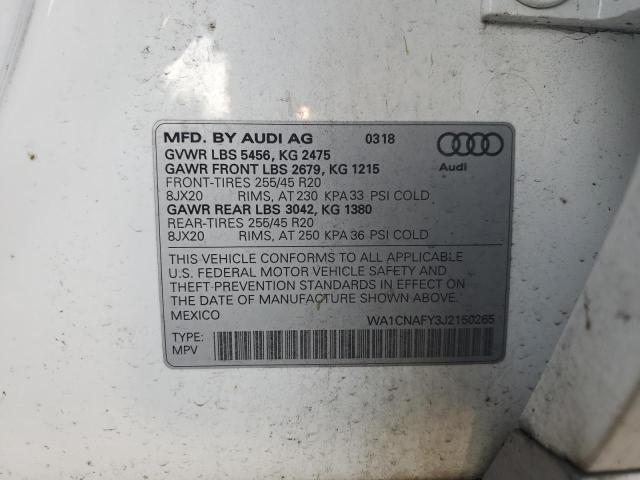 MFD. BY AUDI AG 0318
GVWR LBS 5456, KG 2475
GAWR FRONT LBS 2679, KG 1215
FRONT-TIRES 255/45 R20
8JX20 RIMS, AT 230 KPA 33 PSI COLD
GAWR REAR LBS 3042, KG 1380
REAR-TIRES 255/45 R20
8JX20 RIMS, AT 250 KPA 36 PSI COLD
Audi
THIS VEHICLE CONFORMS TO ALL APPLICABLE
U.S. FEDERAL MOTOR VEHICLE SAFETY AND
THEFT PREVENTION STANDARDS IN EFFECT ON
THE DATE OF MANUFACTURE SHOWN ABOVE.
MEXICO WA1CNAFY3J2150265
TYPE:
MPV